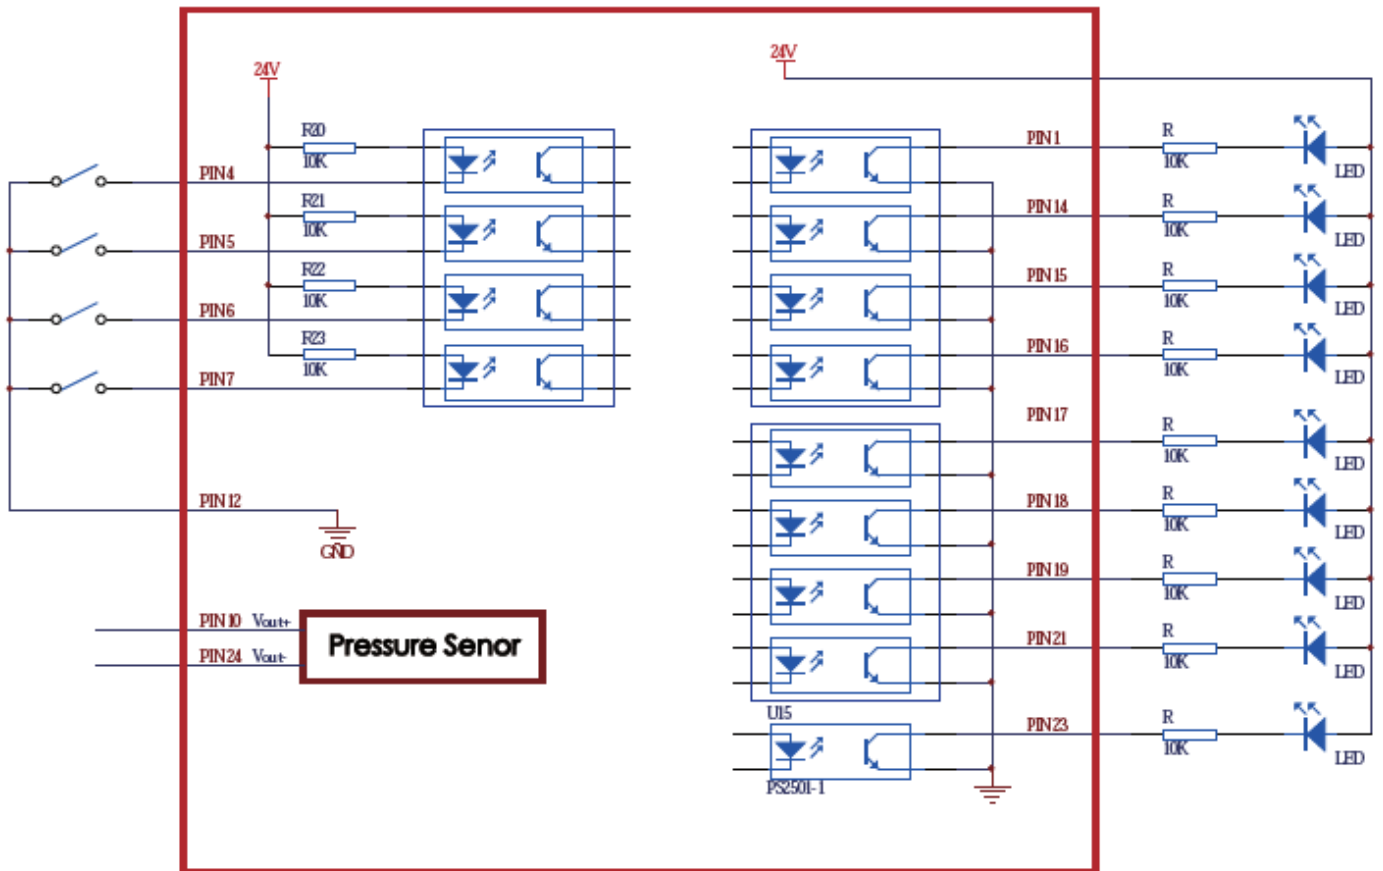 24V
24V
R20
10K
PIN4
R21
10K
PIN5
R22
10K
PIN6
R23
10K
PIN7
PIN12
GND
PIN10 Vout+
PIN24 Vout-
Pressure Senor
PIN1
R
10K
LED
PIN14
R
10K
LED
PIN15
R
10K
LED
PIN16
R
10K
LED
PIN17
R
10K
LED
PIN18
R
10K
LED
PIN19
R
10K
LED
PIN21
R
10K
LED
U15
PIN23
R
10K
LED
PS2501-1